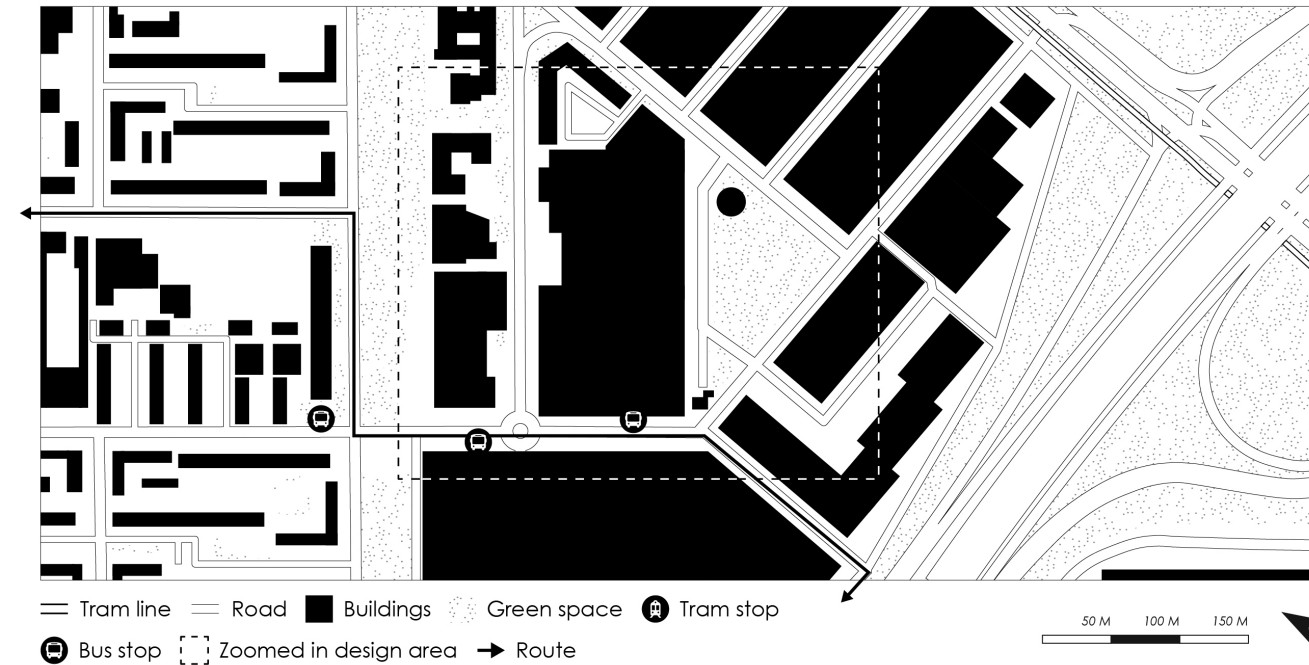 Tram line Road Buildings Green space Tram stop
50 M 100 M 150 M
Bus stop Zoomed in design area Route